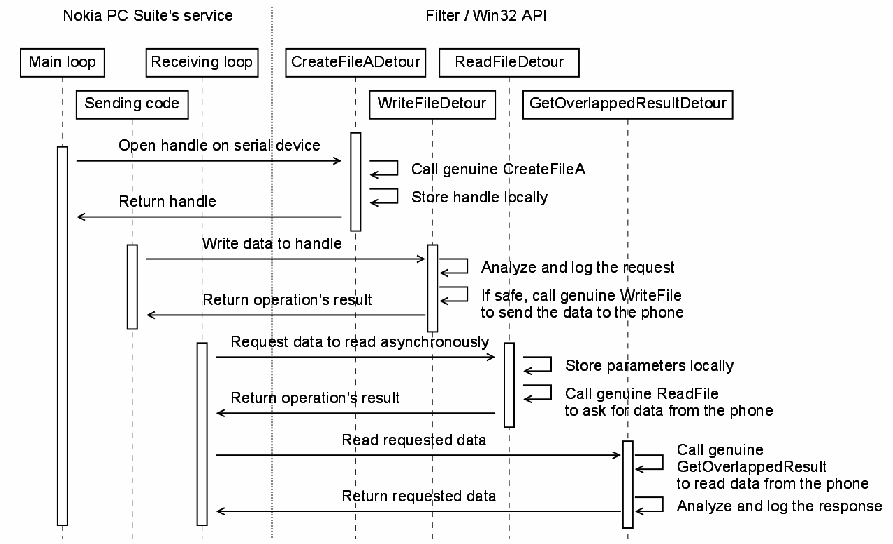 Nokia PC Suite's service
Filter / Win32 API
Main loop
Receiving loop
CreateFileADetour
ReadFileDetour
Sending code
WriteFileDetour
GetOverlappedResultDetour
Open handle on serial device
Call genuine CreateFileA
Store handle locally
Return handle
Write data to handle
Analyze and log the request
Return operation's result
If safe, call genuine WriteFile
to send the data to the phone
Request data to read asynchronously
Store parameters locally
Return operation's result
Call genuine ReadFile
to ask for data from the phone
Read requested data
Call genuine
GetOverlappedResult
to read data from the phone
Return requested data
Analyze and log the response